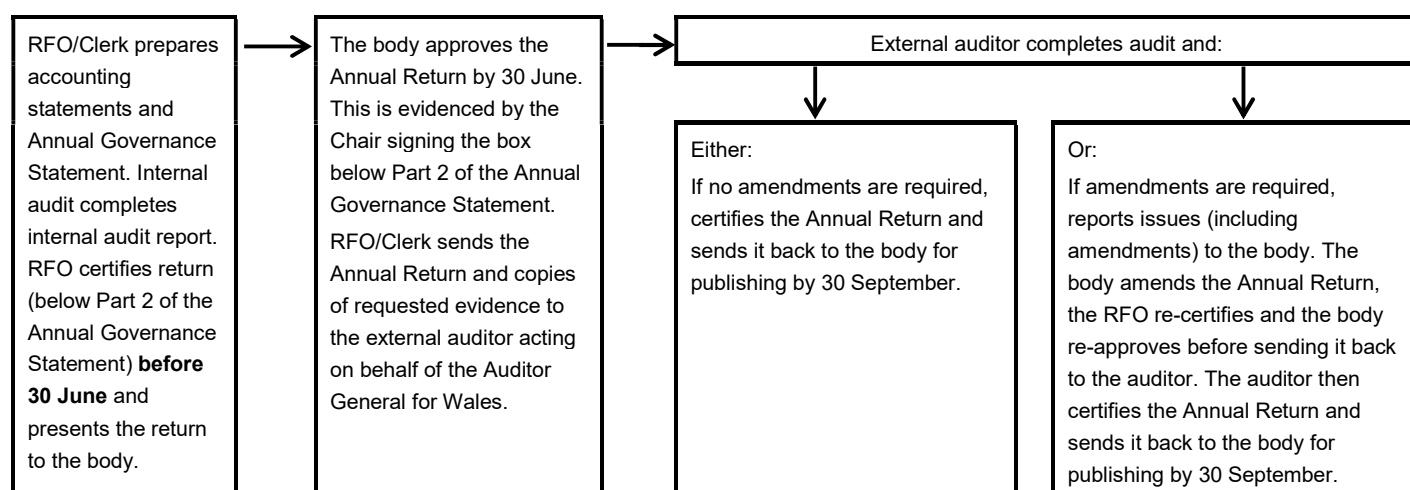 RFO/Clerk prepares
accounting
statements and
Annual Governance
Statement. Internal
audit completes
internal audit report.
RFO certifies return
(below Part 2 of the
Annual Governance
Statement) before
30 June and
presents the return
to the body.
The body approves the
Annual Return by 30 June.
This is evidenced by the
Chair signing the box
below Part 2 of the Annual
Governance Statement.
RFO/Clerk sends the
Annual Return and copies
of requested evidence to
the external auditor acting
on behalf of the Auditor
General for Wales.
External auditor completes audit and:
Either:
If no amendments are required,
certifies the Annual Return and
sends it back to the body for
publishing by 30 September.
Or:
If amendments are required,
reports issues (including
amendments) to the body. The
body amends the Annual Return,
the RFO re-certifies and the body
re-approves before sending it back
to the auditor. The auditor then
certifies the Annual Return and
sends it back to the body for
publishing by 30 September.